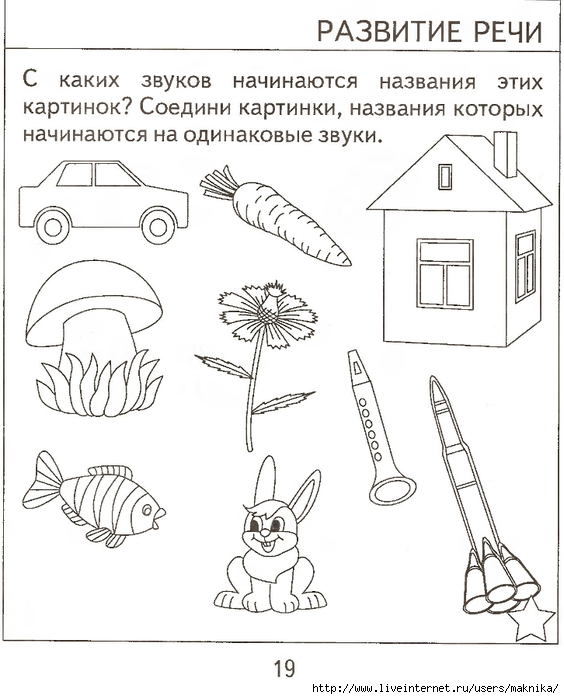 РАЗВИТИЕ РЕЧИ
С каких звуков начинаются названия этих
картинок? Соедини картинки, названия которых
начинаются на одинаковые звуки.
19
http://www.liveinternet.ru/users/maknika/